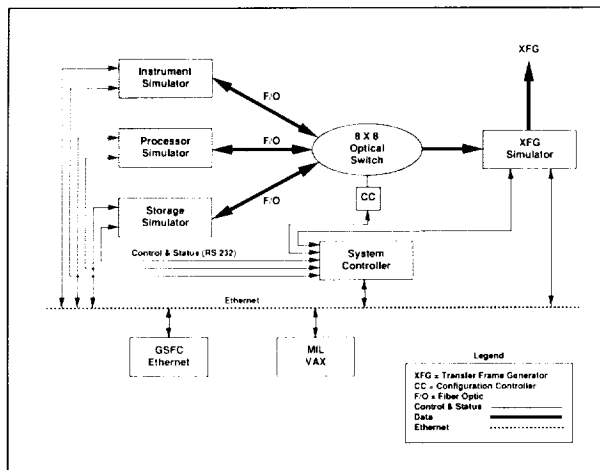 XFG
Instrument
Simulator
F/O
Processor
Simulator
F/O
8 X 8
Optical
Switch
XFG
Simulator
Storage
Simulator
F/O
CC
Control & Status (RS 232)
System
Controller
Ethernet
GSFC
Ethernet
MIL
VAX
Legend
XFG = Transfer Frame Generator
CC = Configuration Controller
F/O = Fiber Optic
Control & Status
Data
Ethernet